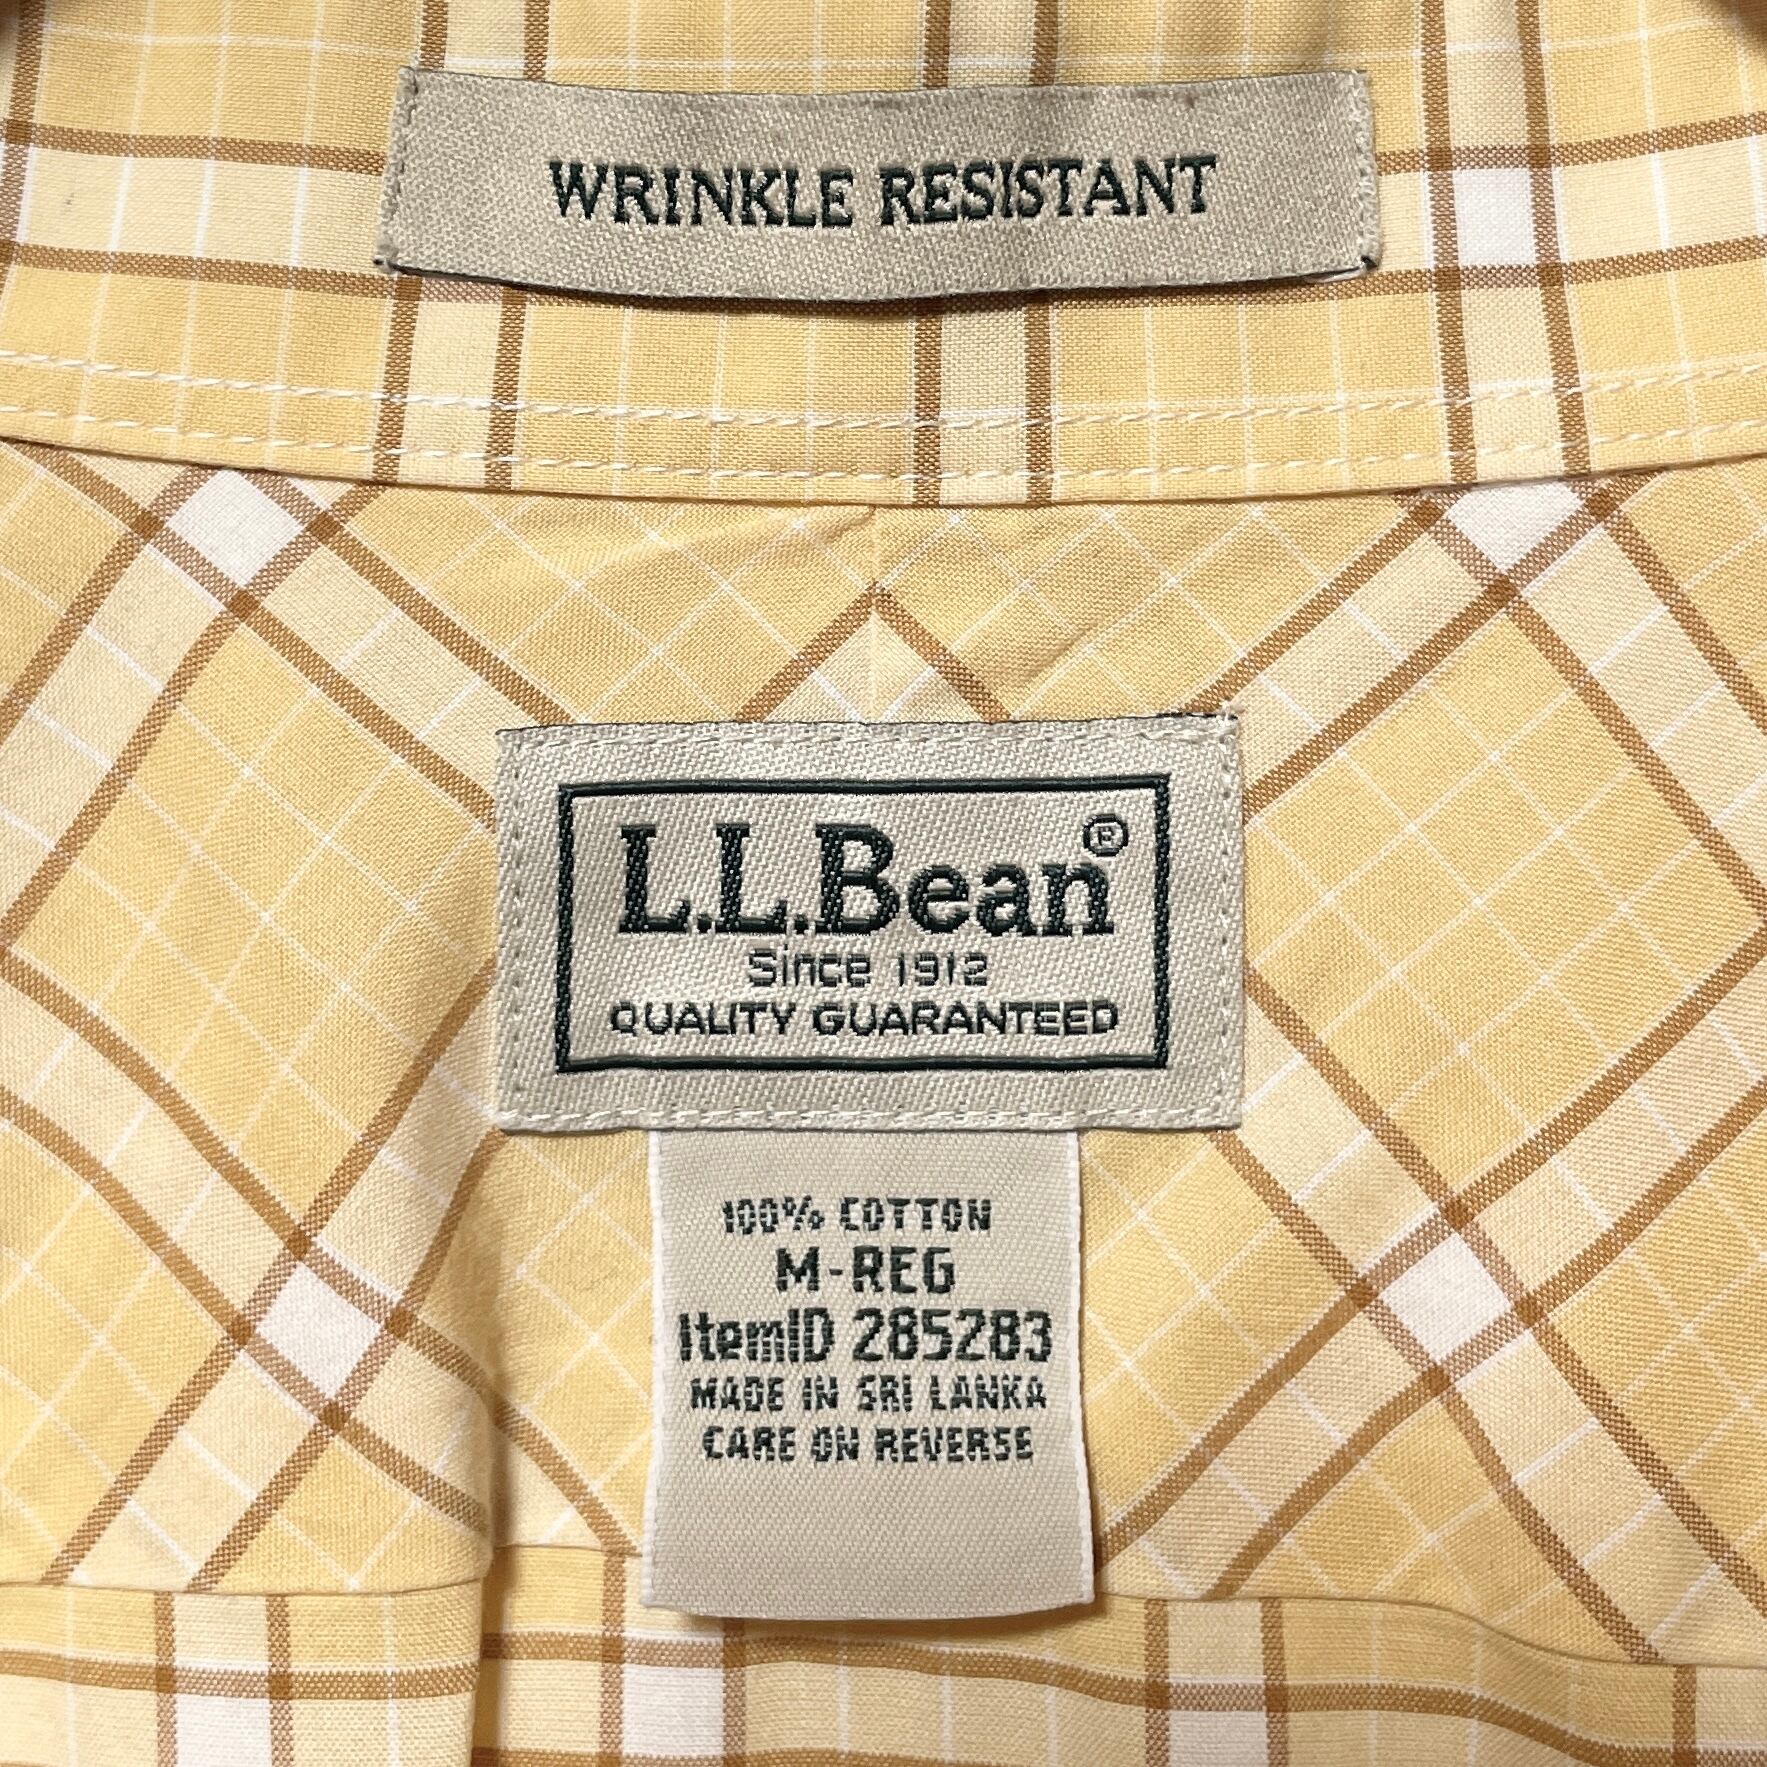 WRINKLE RESISTANT
L.L.Bean®
Since 1912
QUALITY GUARANTEED
100% COTTON
M-REG
ItemID 285283
MADE IN SRI LANKA
CARE ON REVERSE